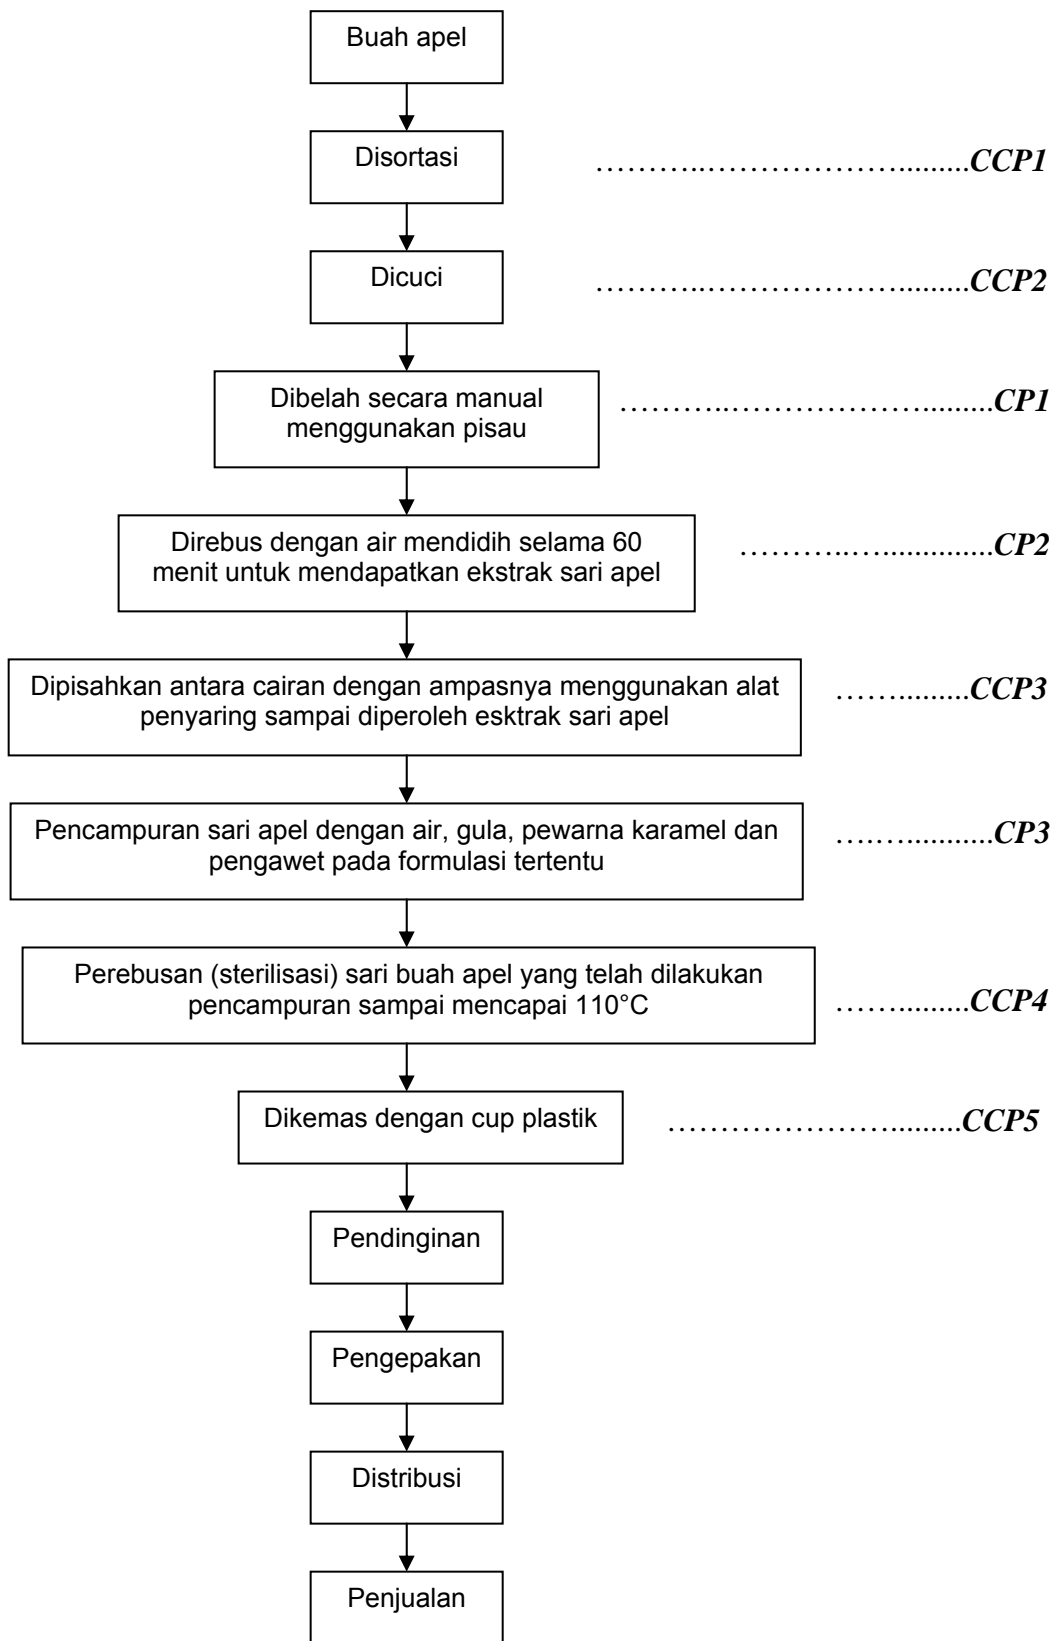 Buah apel
Disortasi
………..…………………..........CCP1
Dicuci
………..…………………..........CCP2
Dibelah secara manual
menggunakan pisau
………..…………………..........CP1
Direbus dengan air mendidih selama 60
menit untuk mendapatkan ekstrak sari apel
………..…..............CP2
Dipisahkan antara cairan dengan ampasnya menggunakan alat
penyaring sampai diperoleh esktrak sari apel
…….........CCP3
Pencampuran sari apel dengan air, gula, pewarna karamel dan
pengawet pada formulasi tertentu
….…...........CP3
Perebusan (sterilisasi) sari buah apel yang telah dilakukan
pencampuran sampai mencapai 110°C
…….........CCP4
Dikemas dengan cup plastik
………………….........CCP5
Pendinginan
Pengepakan
Distribusi
Penjualan